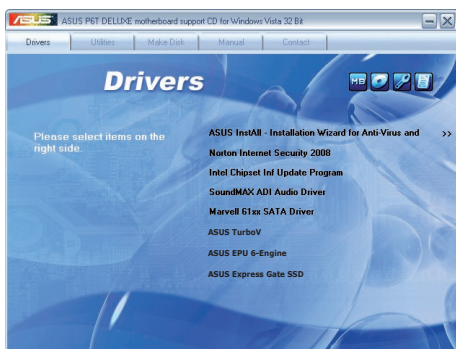 ASUS ASUS P6T DELUXE motherboard support CD for Windows Vista 32 Bit
Drivers Utilities Make Disk Manual Contact
Drivers
MB
Please select items on the
right side.
ASUS InstAll - Installation Wizard for Anti-Virus and >>
Norton Internet Security 2008
Intel Chipset Inf Update Program
SoundMAX ADI Audio Driver
Marvell 61xx SATA Driver
ASUS TurboV
ASUS EPU 6-Engine
ASUS Express Gate SSD